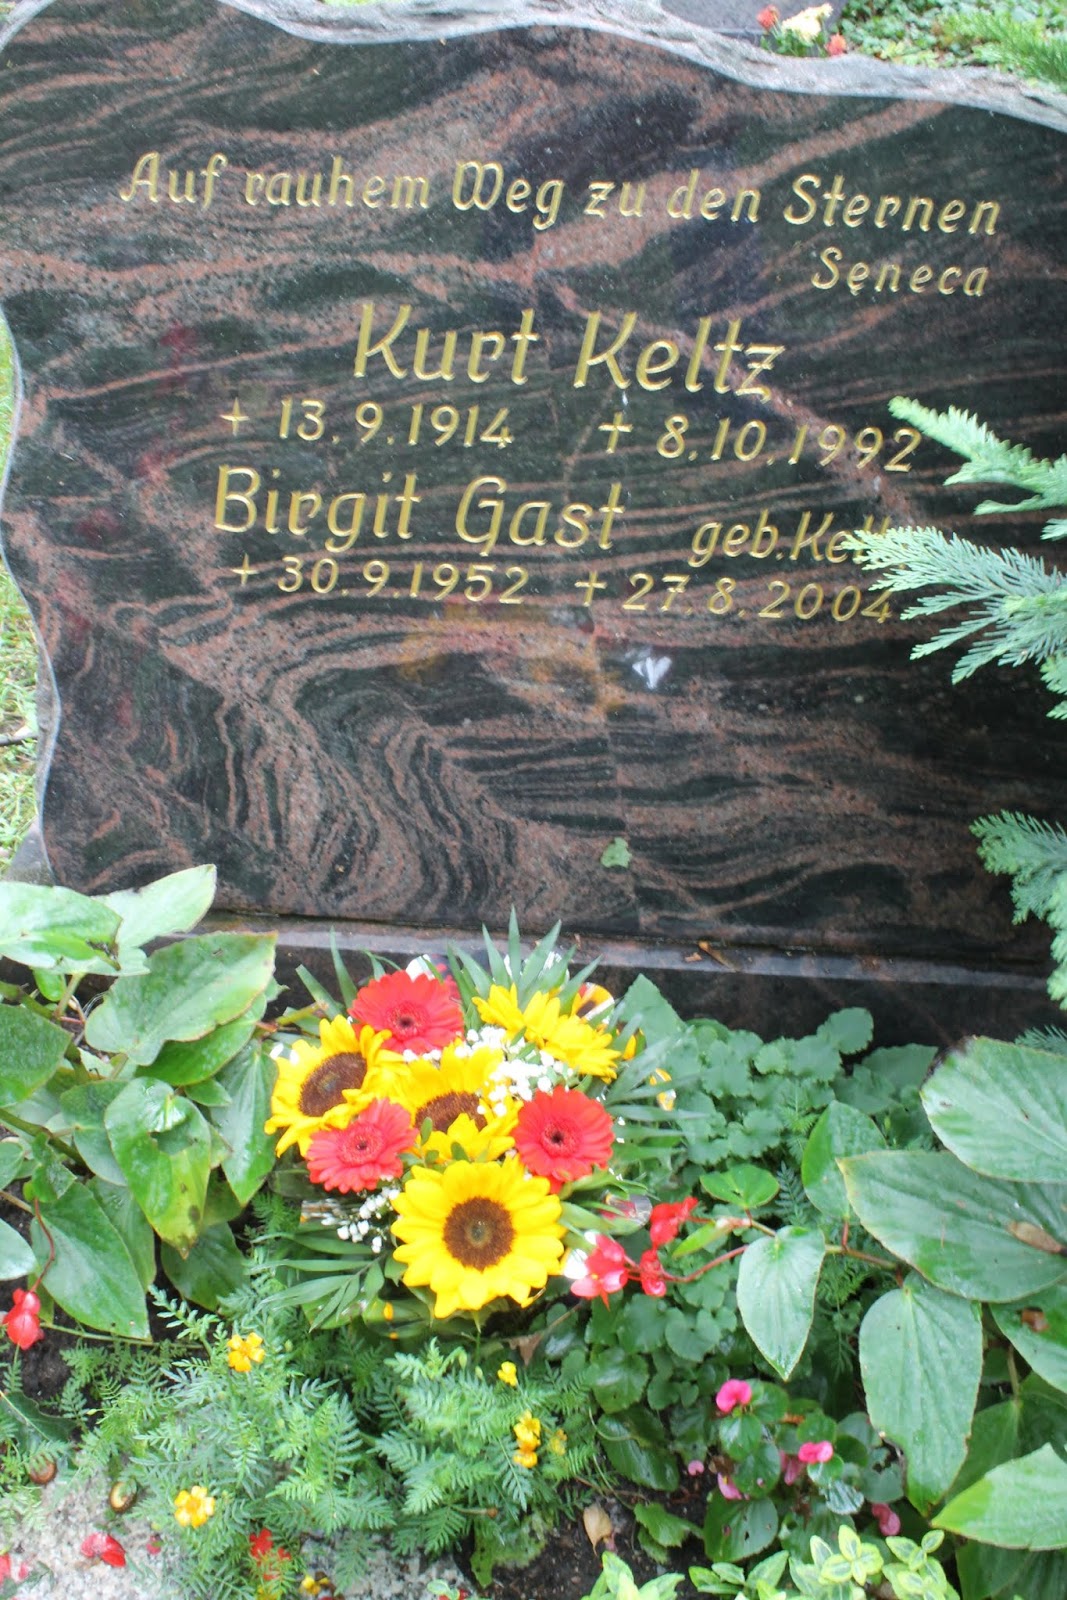 Auf rauhem Weg zu den Sternen
Seneca
Kurt Keltz
+ 13.9.1914 + 8.10.1992
Birgit Gast geb.
+ 30.9.1952 + 27.8.2004